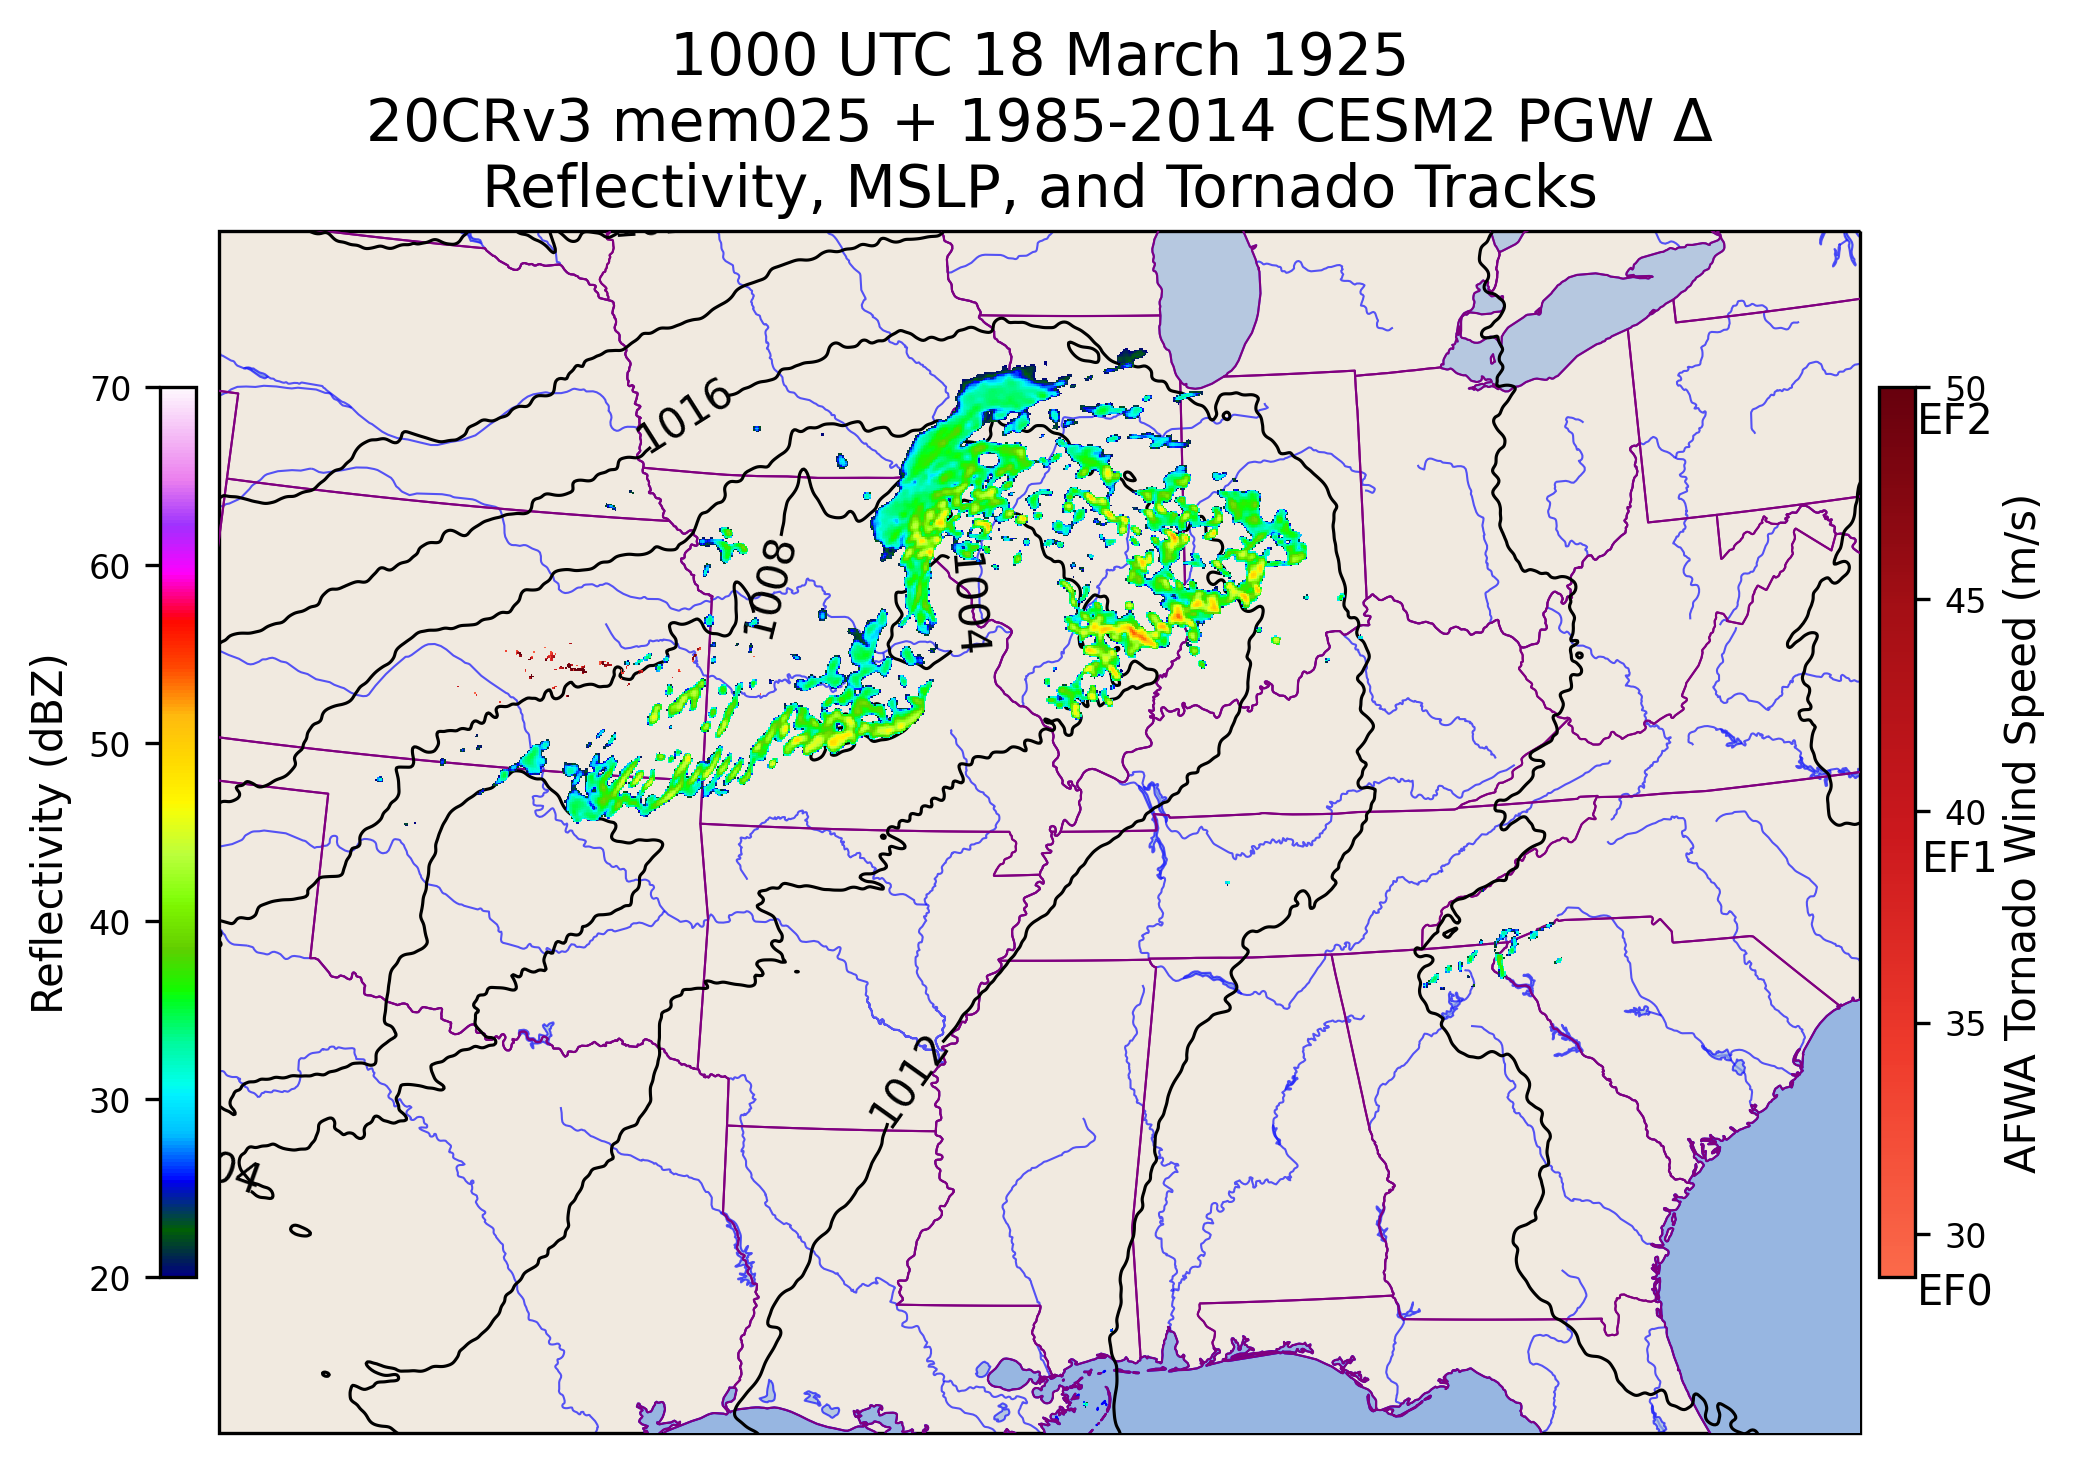 1000 UTC 18 March 1925
20CRv3 mem025 + 1985-2014 CESM2 PGW Δ
Reflectivity, MSLP, and Tornado Tracks
Reflectivity (dBZ)
70
60
50
40
30
20
1016
1008
1004
1012
04
50
EF2
45
40
EF1
35
30
EF0
AFWA Tornado Wind Speed (m/s)